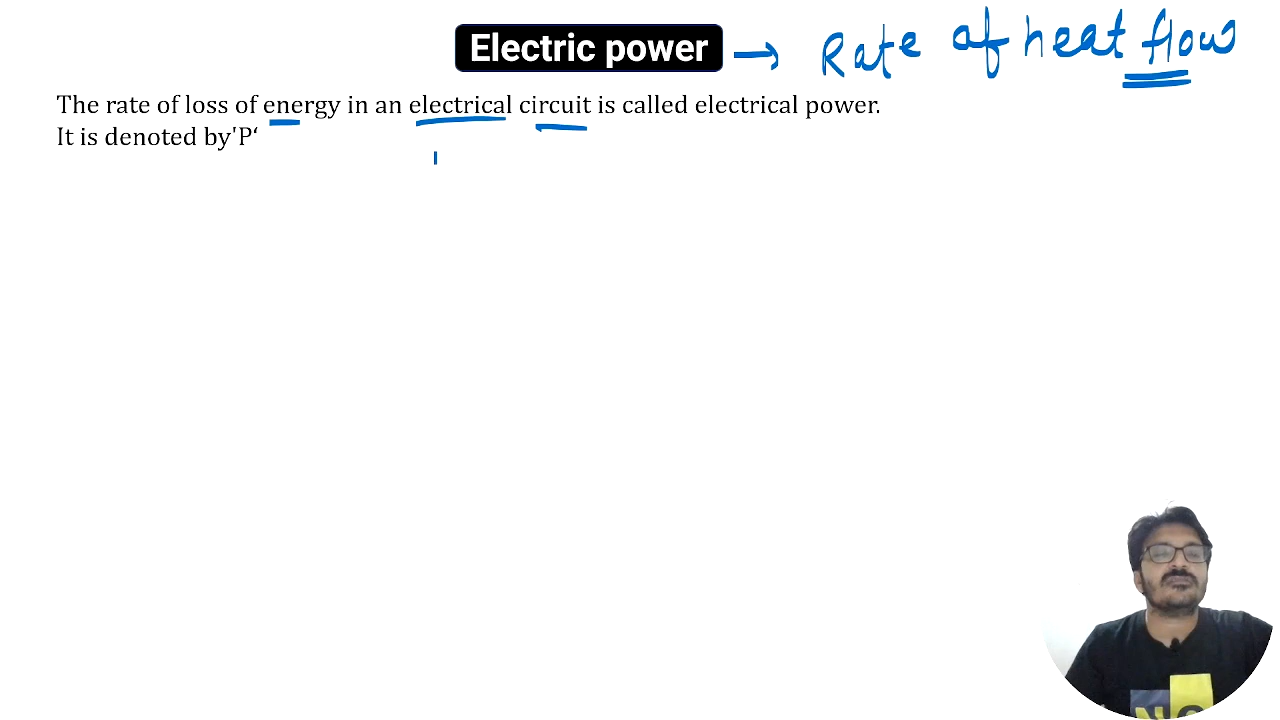 Electric power → Rate of heat flow
The rate of loss of energy in an electrical circuit is called electrical power.
It is denoted by'P‘